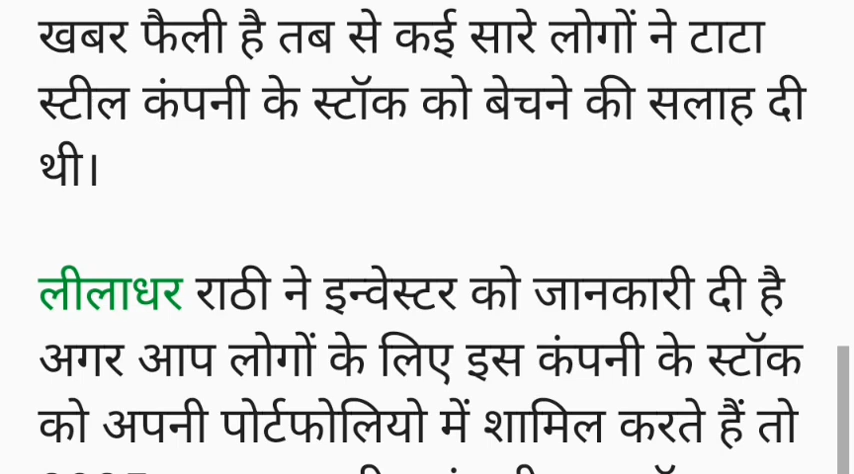 खबर फैली है तब से कई सारे लोगों ने टाटा
स्टील कंपनी के स्टॉक को बेचने की सलाह दी
थी।
लीलाधर राठी ने इन्वेस्टर को जानकारी दी है
अगर आप लोगों के लिए इस कंपनी के स्टॉक
को अपनी पोर्टफोलियो में शामिल करते हैं तो